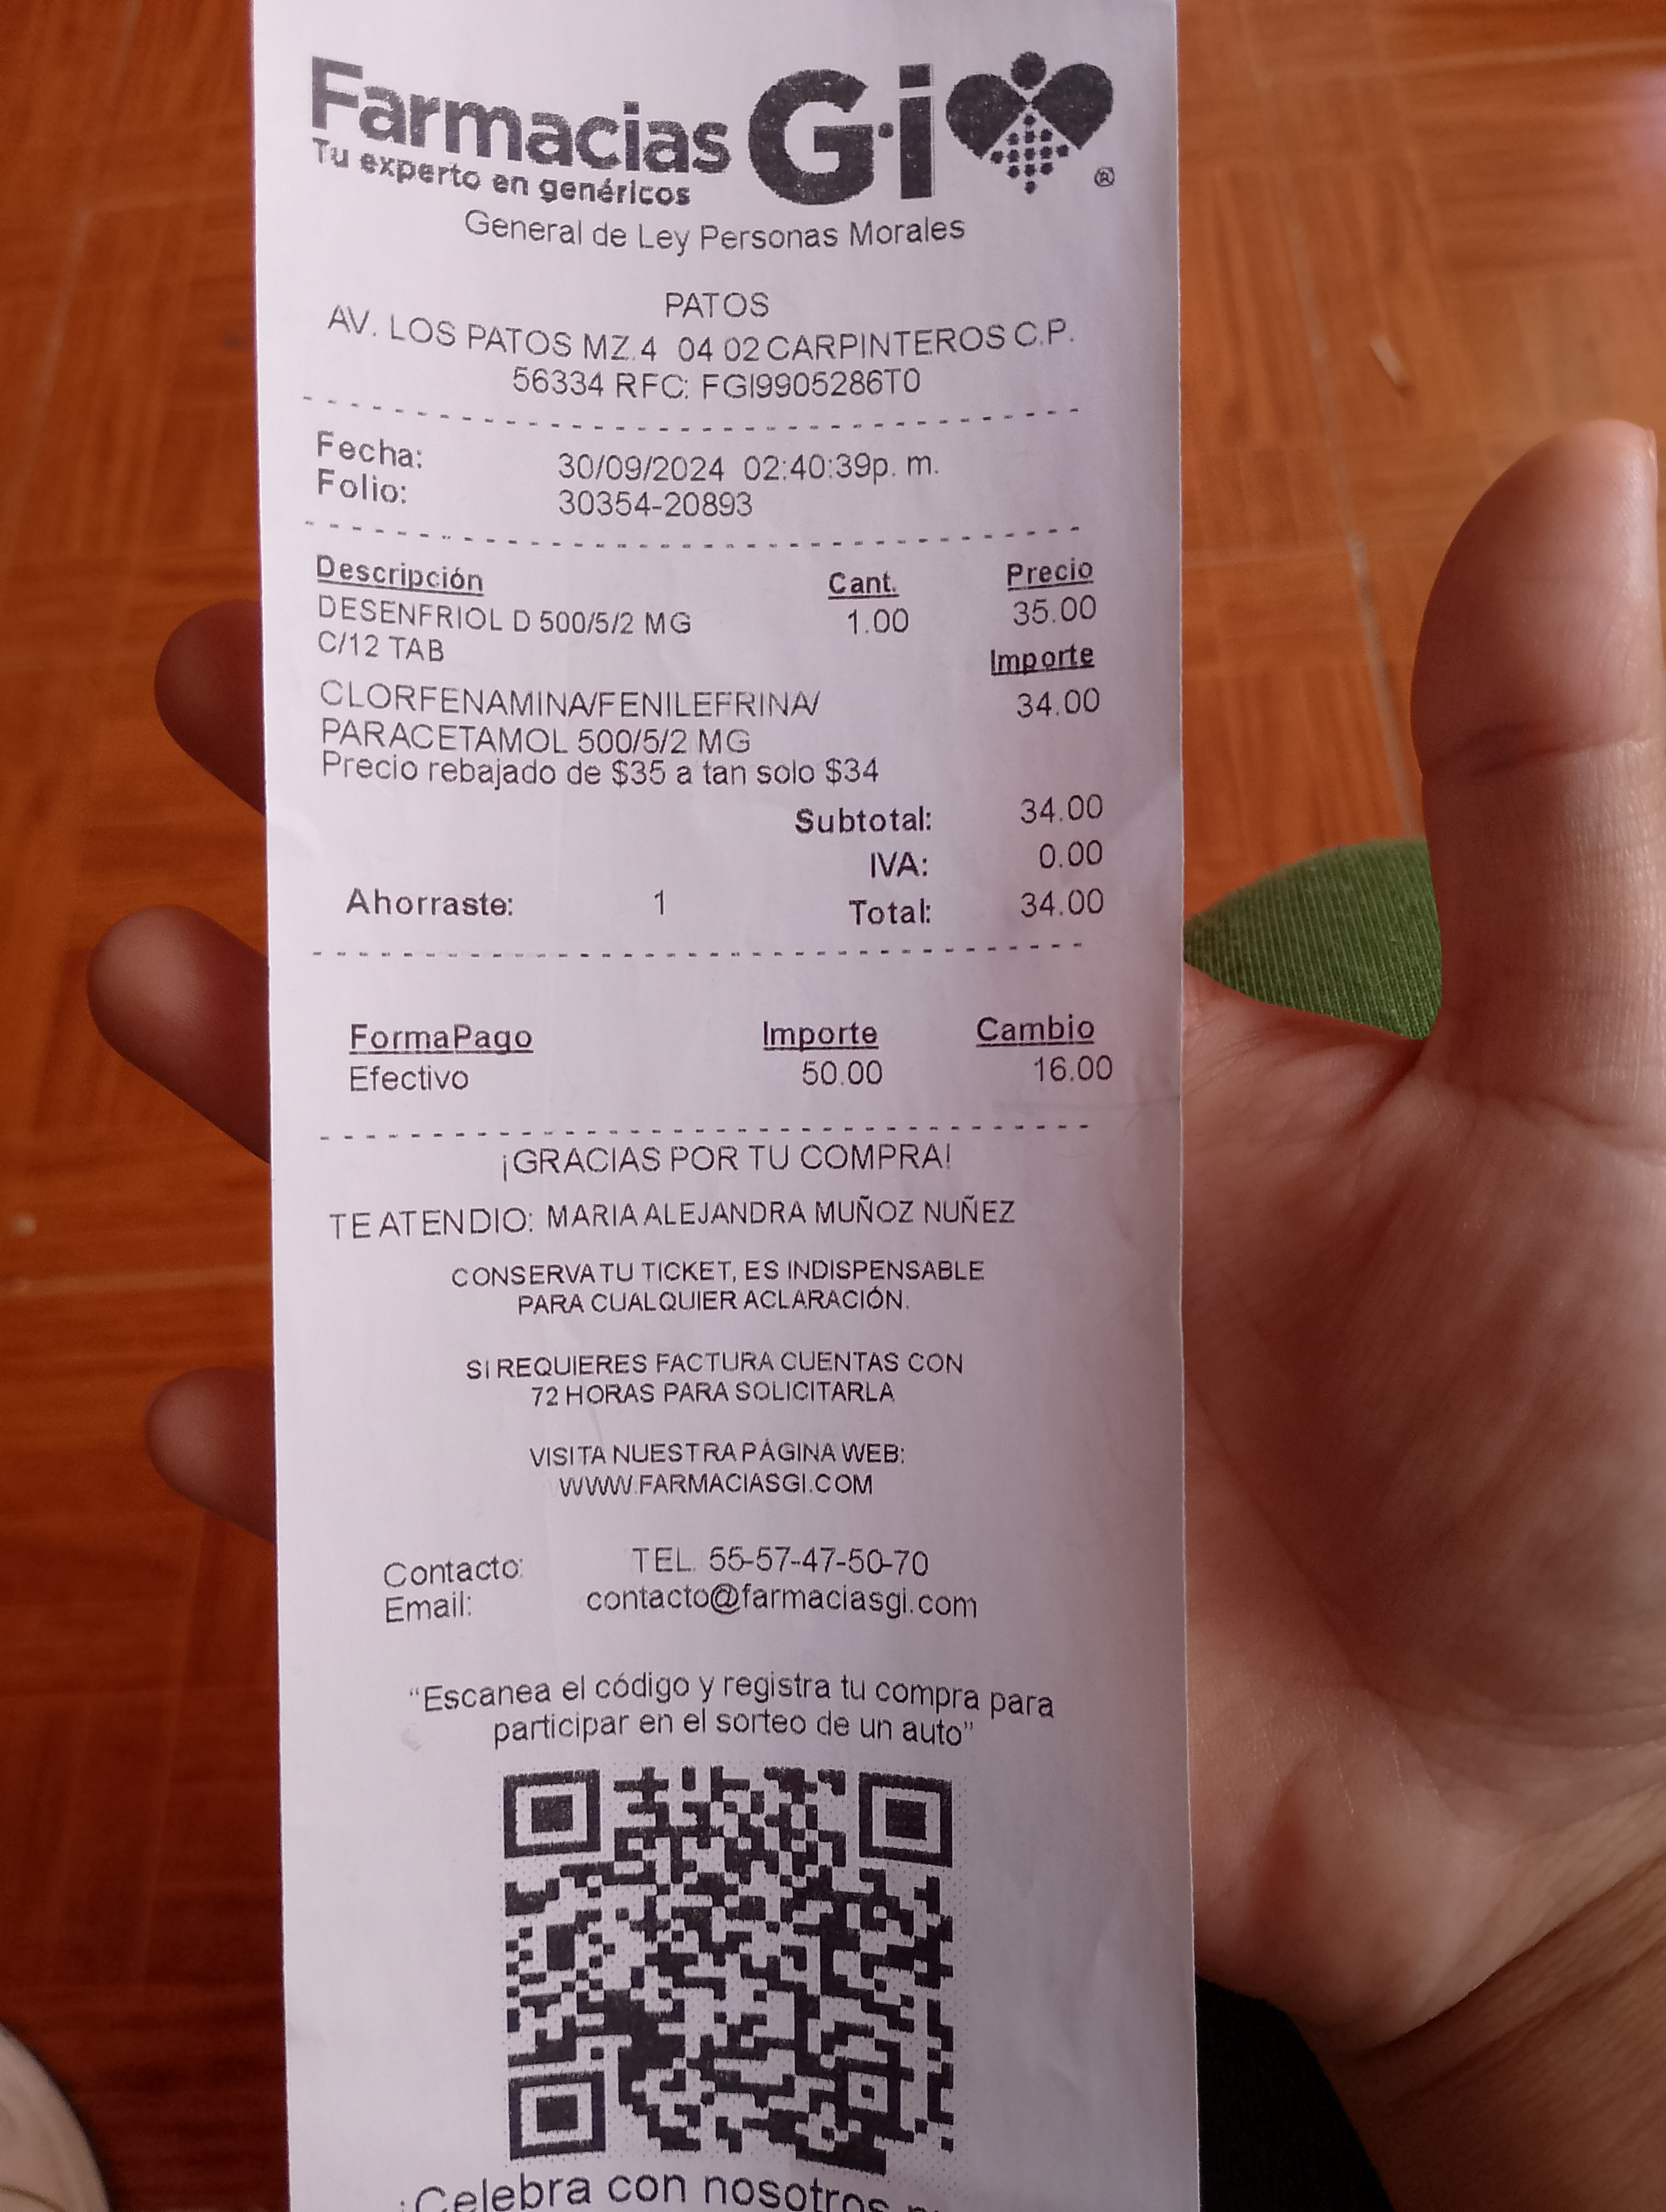 Farmacias G·i
Tu experto en genéricos
®
General de Ley Personas Morales
PATOS
AV. LOS PATOS MZ.4 04 02 CARPINTEROS C.P.
56334 RFC: FGI9905286T0
Fecha: 30/09/2024 02:40:39p. m.
Folio: 30354-20893
Descripción Cant. Precio
DESENFRIOL D 500/5/2 MG 1.00 35.00
C/12 TAB Importe
CLORFENAMINA/FENILEFRINA/ 34.00
PARACETAMOL 500/5/2 MG
Precio rebajado de $35 a tan solo $34
Subtotal: 34.00
IVA: 0.00
Ahorraste: 1 Total: 34.00
FormaPago Importe Cambio
Efectivo 50.00 16.00
¡GRACIAS POR TU COMPRA!
TE ATENDIO: MARIA ALEJANDRA MUÑOZ NUÑEZ
CONSERVA TU TICKET, ES INDISPENSABLE
PARA CUALQUIER ACLARACIÓN.
SI REQUIERES FACTURA CUENTAS CON
72 HORAS PARA SOLICITARLA
VISITA NUESTRA PÁGINA WEB:
WWW.FARMACIASGI.COM
Contacto: TEL. 55-57-47-50-70
Email: contacto@farmaciasgi.com
“Escanea el código y registra tu compra para
participar en el sorteo de un auto”
¡Celebra con nosotros